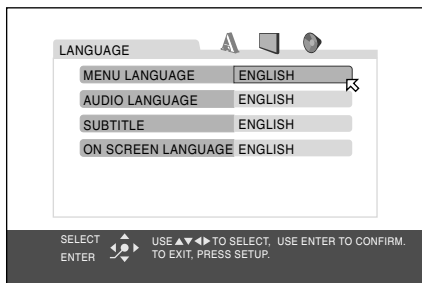 LANGUAGE
MENU LANGUAGE ENGLISH
AUDIO LANGUAGE ENGLISH
SUBTITLE ENGLISH
ON SCREEN LANGUAGE ENGLISH
SELECT USE ▲▼◀▶ TO SELECT, USE ENTER TO CONFIRM.
ENTER TO EXIT, PRESS SETUP.